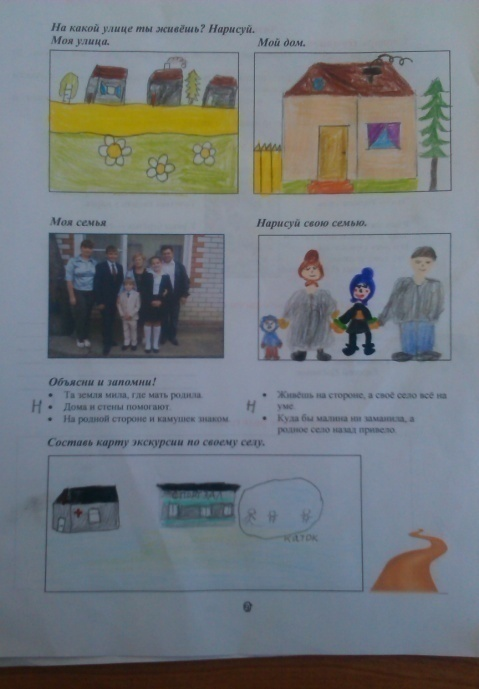 На какой улице ты живёшь? Нарисуй.
Моя улица.
Мой дом.
Моя семья
Нарисуй свою семью.
Объясни и запомни!
• Та земля мила, где мать родила.
Н • Дома и стены помогают.
• На родной стороне и камушек знаком
Н • Живёшь на стороне, а своё село всё на
уме.
• Куда бы малина ни заманила, а
родное село назад привело.
Составь карту экскурсии по своему селу.
СПОРТЗАЛ
КАТОК